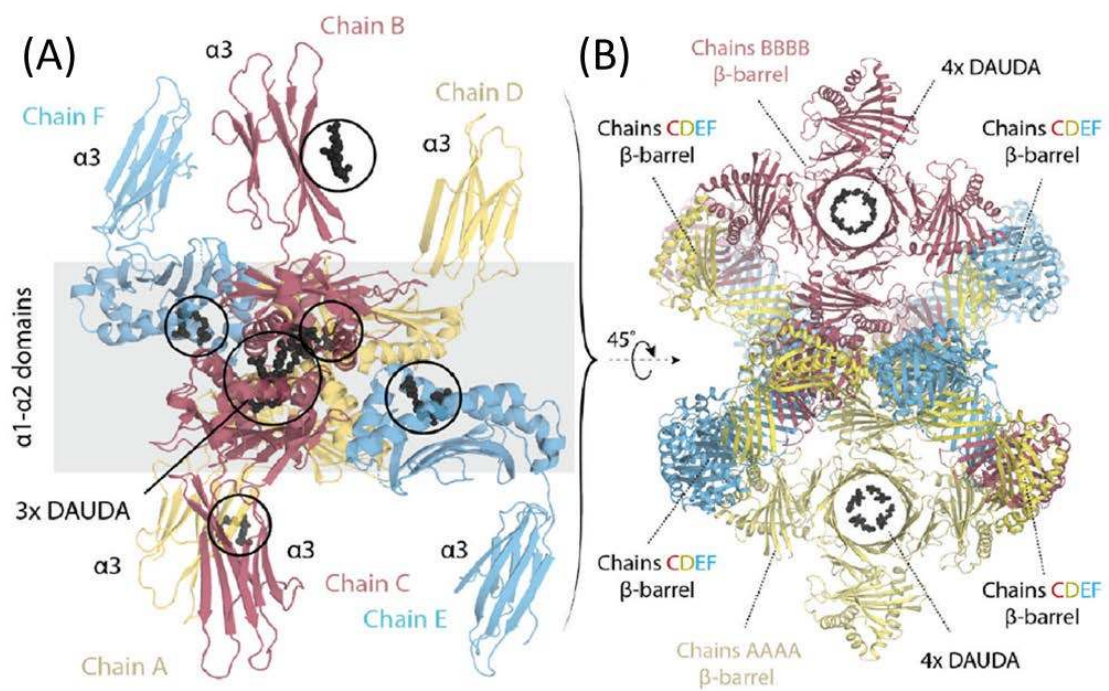 (A)
Chain B
α3
Chain F
α3
Chain D
α3
α1-α2 domains
3x DAUDA
α3
α3
α3
Chain C
Chain E
Chain A
45°
(B)
Chains BBBB
β-barrel
4x DAUDA
Chains CDEF
β-barrel
Chains CDEF
β-barrel
Chains CDEF
β-barrel
Chains CDEF
β-barrel
Chains AAAA
β-barrel
4x DAUDA